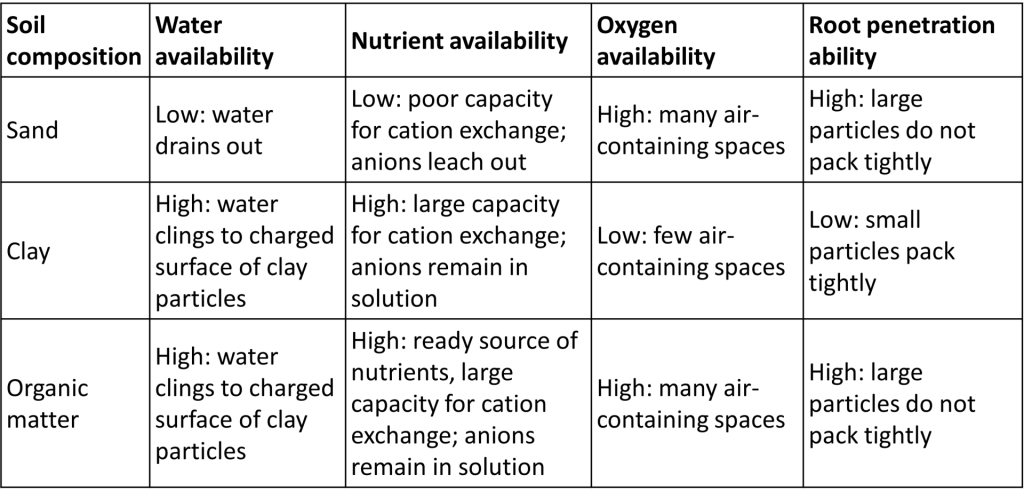 Soil composition
Water availability
Nutrient availability
Oxygen availability
Root penetration ability
Sand
Low: water
drains out
Low: poor capacity
for cation exchange;
anions leach out
High: many air-
containing spaces
High: large
particles do not
pack tightly
Clay
High: water
clings to charged
surface of clay
particles
High: large capacity
for cation exchange;
anions remain in
solution
Low: few air-
containing spaces
Low: small
particles pack
tightly
Organic
matter
High: water
clings to charged
surface of clay
particles
High: ready source of
nutrients, large
capacity for cation
exchange; anions
remain in solution
High: many air-
containing spaces
High: large
particles do not
pack tightly